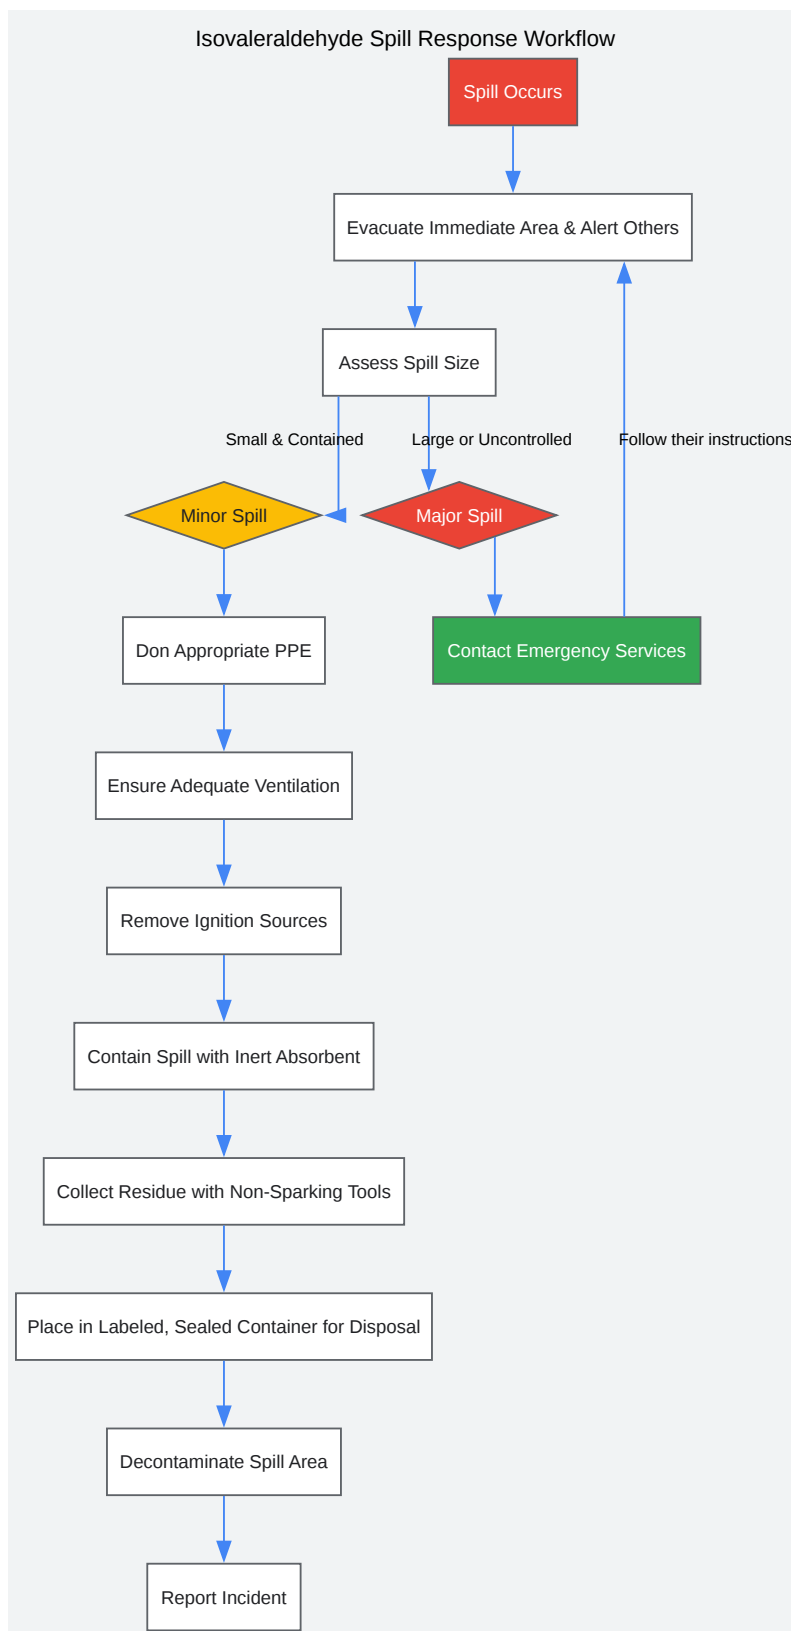 Isovaleraldehyde Spill Response Workflow
Spill Occurs
Evacuate Immediate Area & Alert Others
Assess Spill Size
Small & Contained
Large or Uncontrolled
Follow their instructions
Minor Spill
Major Spill
Don Appropriate PPE
Contact Emergency Services
Ensure Adequate Ventilation
Remove Ignition Sources
Contain Spill with Inert Absorbent
Collect Residue with Non-Sparking Tools
Place in Labeled, Sealed Container for Disposal
Decontaminate Spill Area
Report Incident